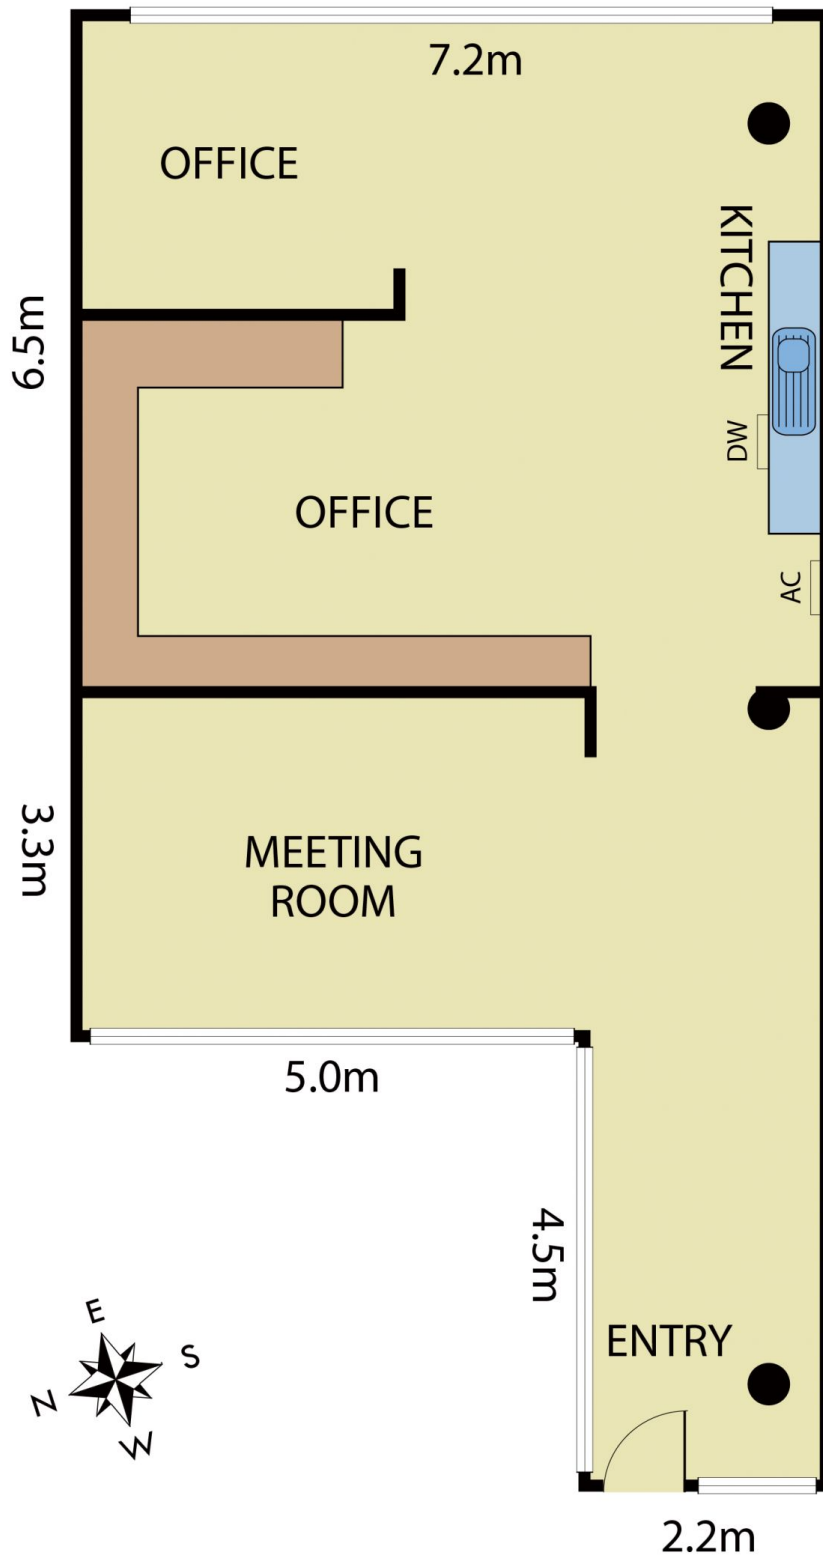 7.2m
OFFICE
KITCHEN
6.5m
DW
OFFICE
AC
3.3m
MEETING
ROOM
5.0m
4.5m
E
S
N
W
ENTRY
2.2m